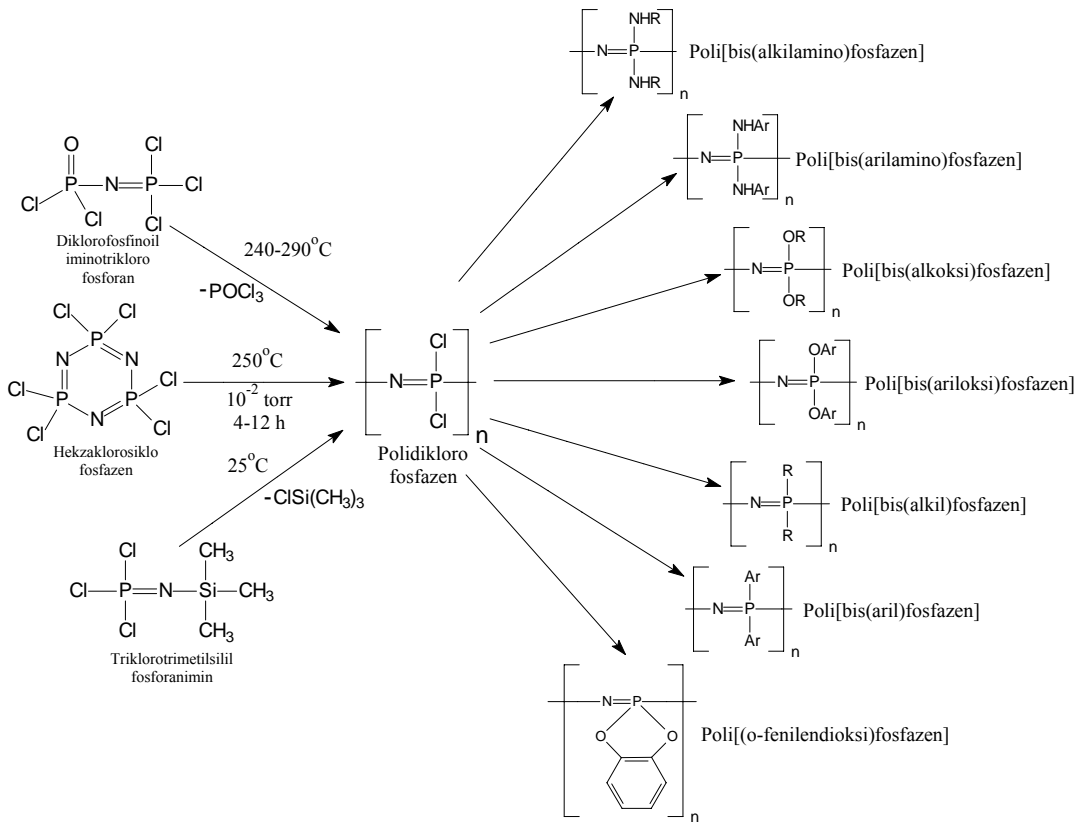 O
Cl
P
N
P
Cl
Cl
Cl
Cl
Diklorofosfinoil
iminotrikloro
fosforan
240-290°C
-POCl3
Cl
Cl
P
N
N
Cl
P
P
Cl
N
Cl
Cl
Hekzaklorosiklo
fosfazen
250°C
10-2 torr
4-12 h
Cl
Cl
P
N
Si
CH3
CH3
Cl
CH3
Triklorotrimetilsilil
fosforanimin
25°C
-ClSi(CH3)3
Cl
N
P
Cl
n
Polidikloro
fosfazen
NHR
N
P
NHR
n
Poli[bis(alkilamino)fosfazen]
NHAr
N
P
NHAr
n
Poli[bis(arilamino)fosfazen]
OR
N
P
OR
n
Poli[bis(alkoksi)fosfazen]
OAr
N
P
OAr
n
Poli[bis(ariloksi)fosfazen]
R
N
P
R
n
Poli[bis(alkil)fosfazen]
Ar
N
P
Ar
n
Poli[bis(aril)fosfazen]
N
P
O
O
n
Poli[(o-fenilendioksi)fosfazen]